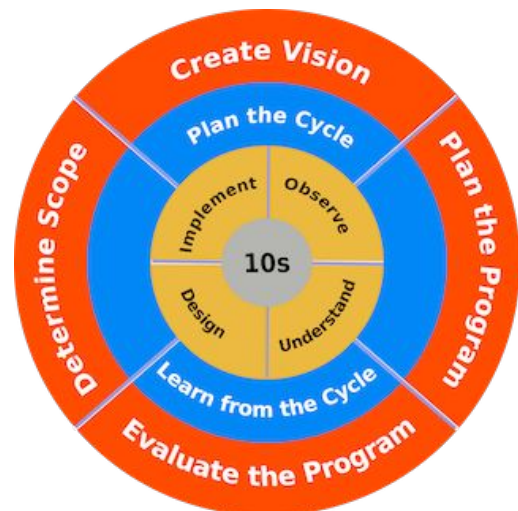 Create Vision
Plan the Cycle
Implement
Observe
Determine Scope
10s
Plan the Program
Design
Understand
Learn from the Cycle
Evaluate the Program